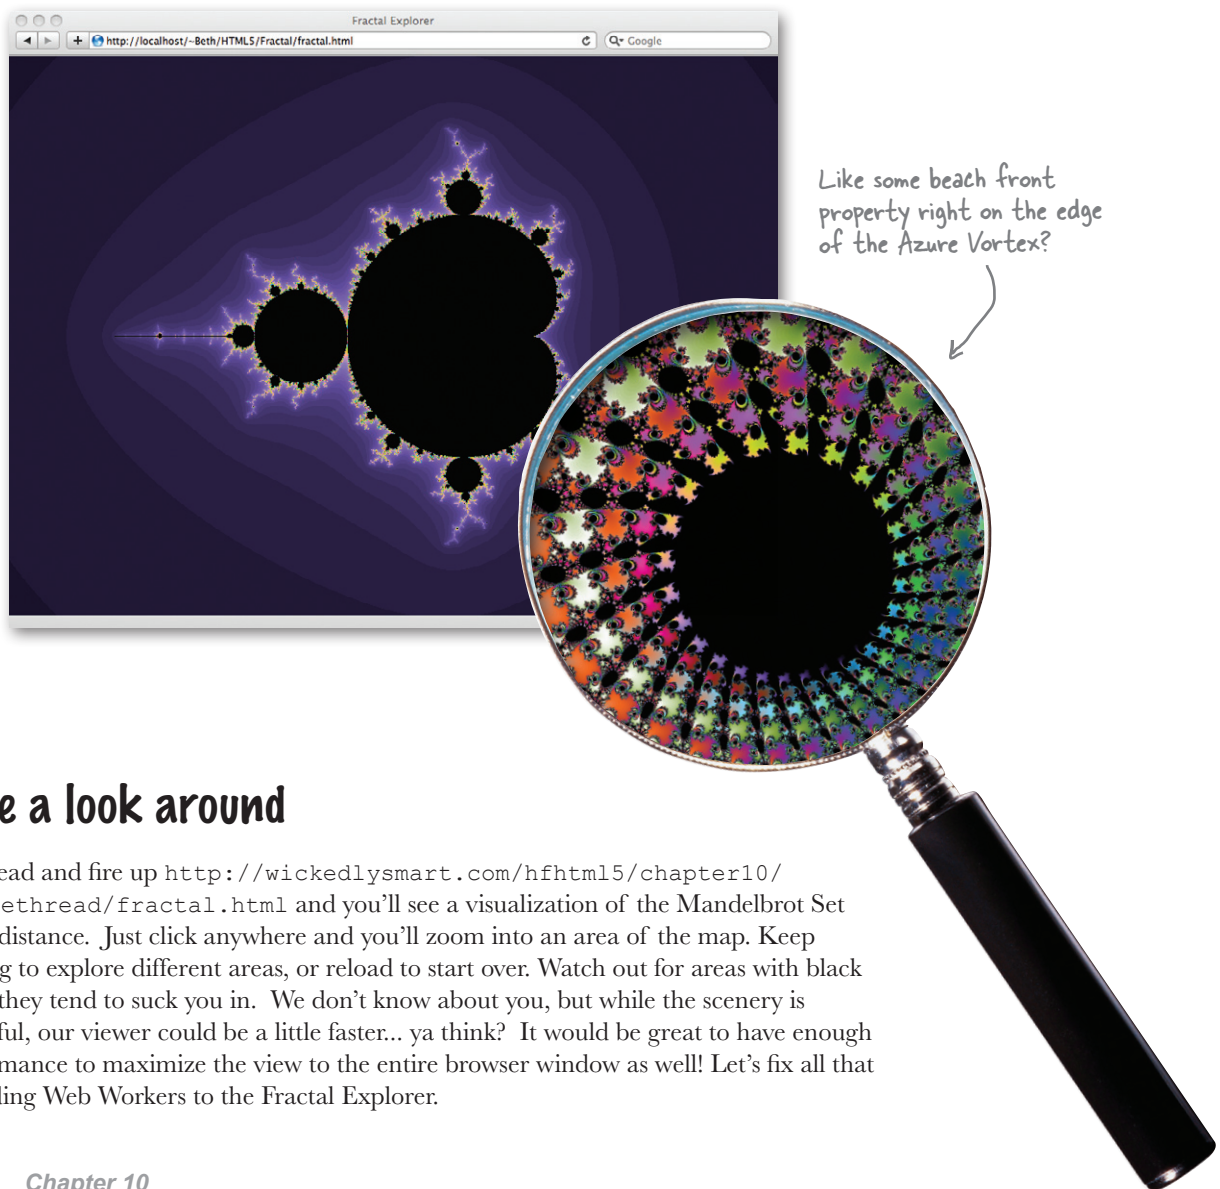 Fractal Explorer
http://localhost/~Beth/HTML5/Fractal/fractal.html
Google
Like some beach front
property right on the edge
of the Azure Vortex?
a look around
and fire up http://wickedlysmart.com/hfhtml5/chapter10/
ethread/fractal.html and you'll see a visualization of the Mandelbrot Set
distance. Just click anywhere and you'll zoom into an area of the map. Keep
to explore different areas, or reload to start over. Watch out for areas with black
they tend to suck you in. We don't know about you, but while the scenery is
ful, our viewer could be a little faster... ya think? It would be great to have enough
mance to maximize the view to the entire browser window as well! Let's fix all that
ling Web Workers to the Fractal Explorer.
Chapter 10